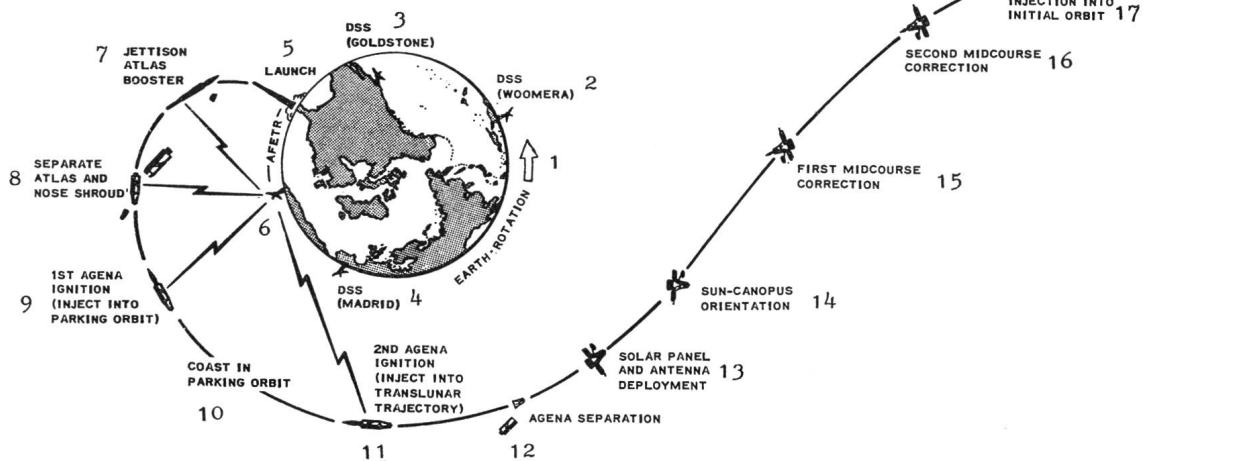 3
DSS
(GOLDSTONE)
INJECTION INTO
INITIAL ORBIT 17
7
JETTISON
ATLAS
BOOSTER
5
LAUNCH
SECOND MIDCOURSE
CORRECTION
16
DSS
(WOOMERA)
2
AFETR
1
8
SEPARATE
ATLAS AND
NOSE SHROUD
FIRST MIDCOURSE
CORRECTION
15
6
EARTH-ROTATION
9
1ST AGENA
IGNITION
(INJECT INTO
PARKING ORBIT)
DSS
(MADRID)
4
SUN-CANOPUS
ORIENTATION
14
2ND AGENA
IGNITION
(INJECT INTO
TRANSLUNAR
TRAJECTORY)
COAST IN
PARKING ORBIT
10
SOLAR PANEL
AND ANTENNA
DEPLOYMENT
13
11
AGENA SEPARATION
12